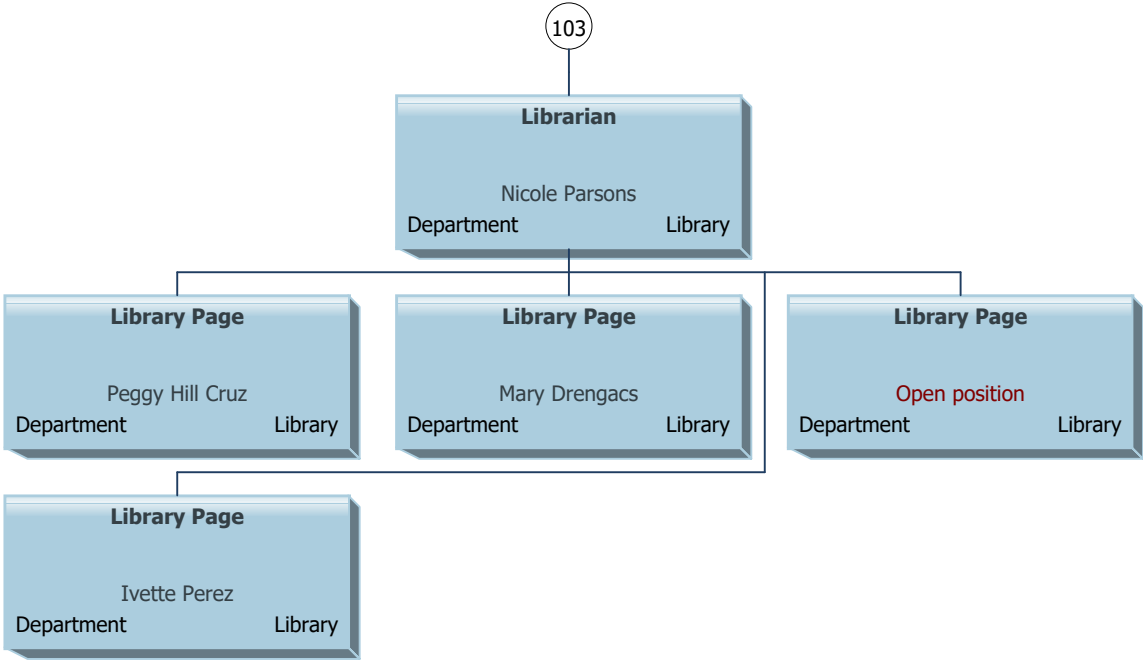 103
Librarian
Nicole Parsons
Department Library
Library Page
Peggy Hill Cruz
Department Library
Library Page
Mary Drengacs
Department Library
Library Page
Open position
Department Library
Library Page
Ivette Perez
Department Library